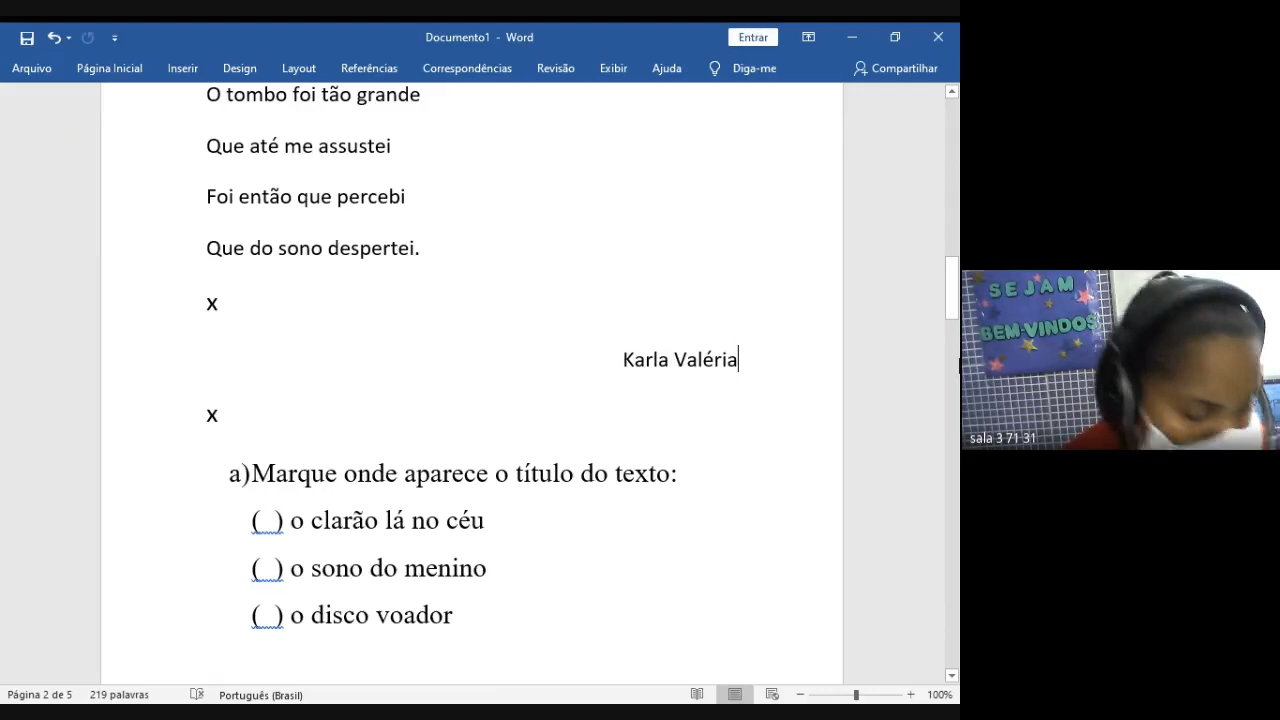 Documento1 - Word
Entrar
Arquivo Página Inicial Inserir Design Layout Referências Correspondências Revisão Exibir Ajuda Diga-me Compartilhar
O tombo foi tão grande
Que até me assustei
Foi então que percebi
Que do sono despertei.
x
Karla Valéria
x
a)Marque onde aparece o título do texto:
( ) o clarão lá no céu
( ) o sono do menino
( ) o disco voador
Página 2 de 5 219 palavras Português (Brasil) 100%
SEJAM
BEM-VINDOS
sala 3 71 31